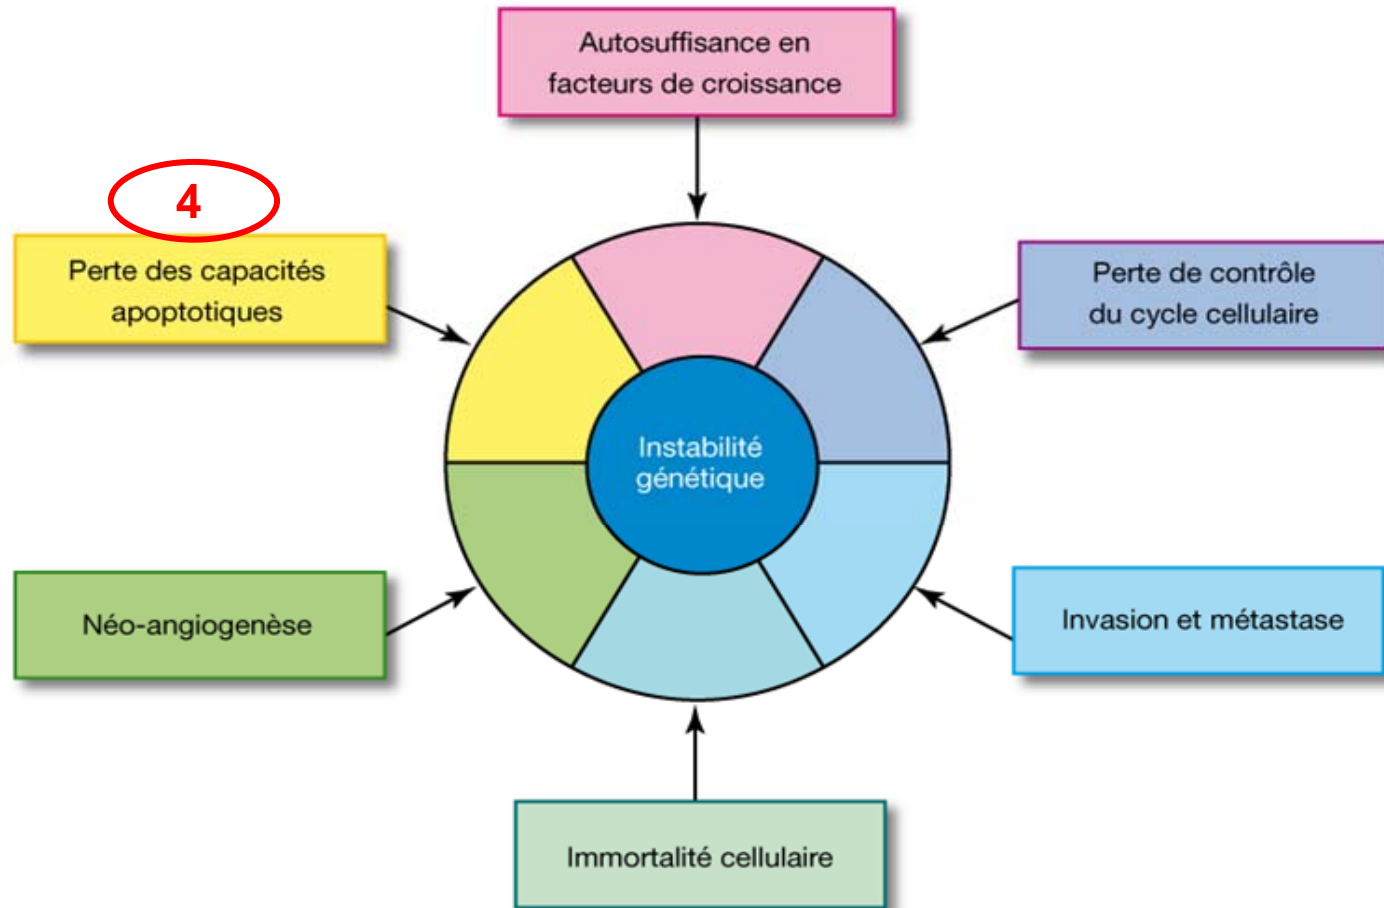 Autosuffisance en
facteurs de croissance
4
Perte des capacités
apoptotiques
Perte de contrôle
du cycle cellulaire
Instabilité
génétique
Néo-angiogenèse
Invasion et métastase
Immortalité cellulaire